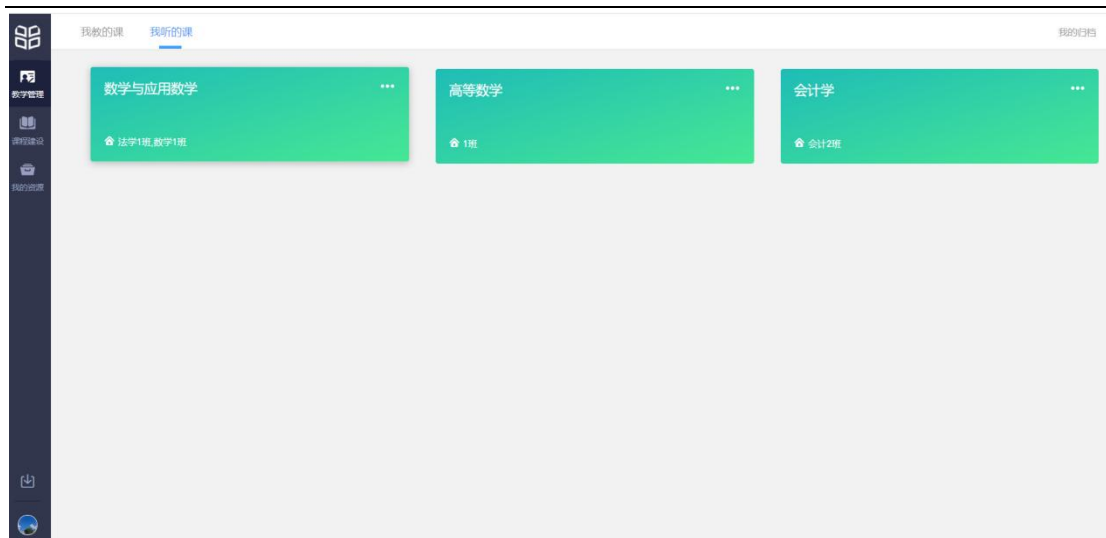 我教的课
我听的课
我的归档
教学管理
课程建设
我的资源
数学与应用数学
法学1班,数学1班
高等数学
1班
会计学
会计2班